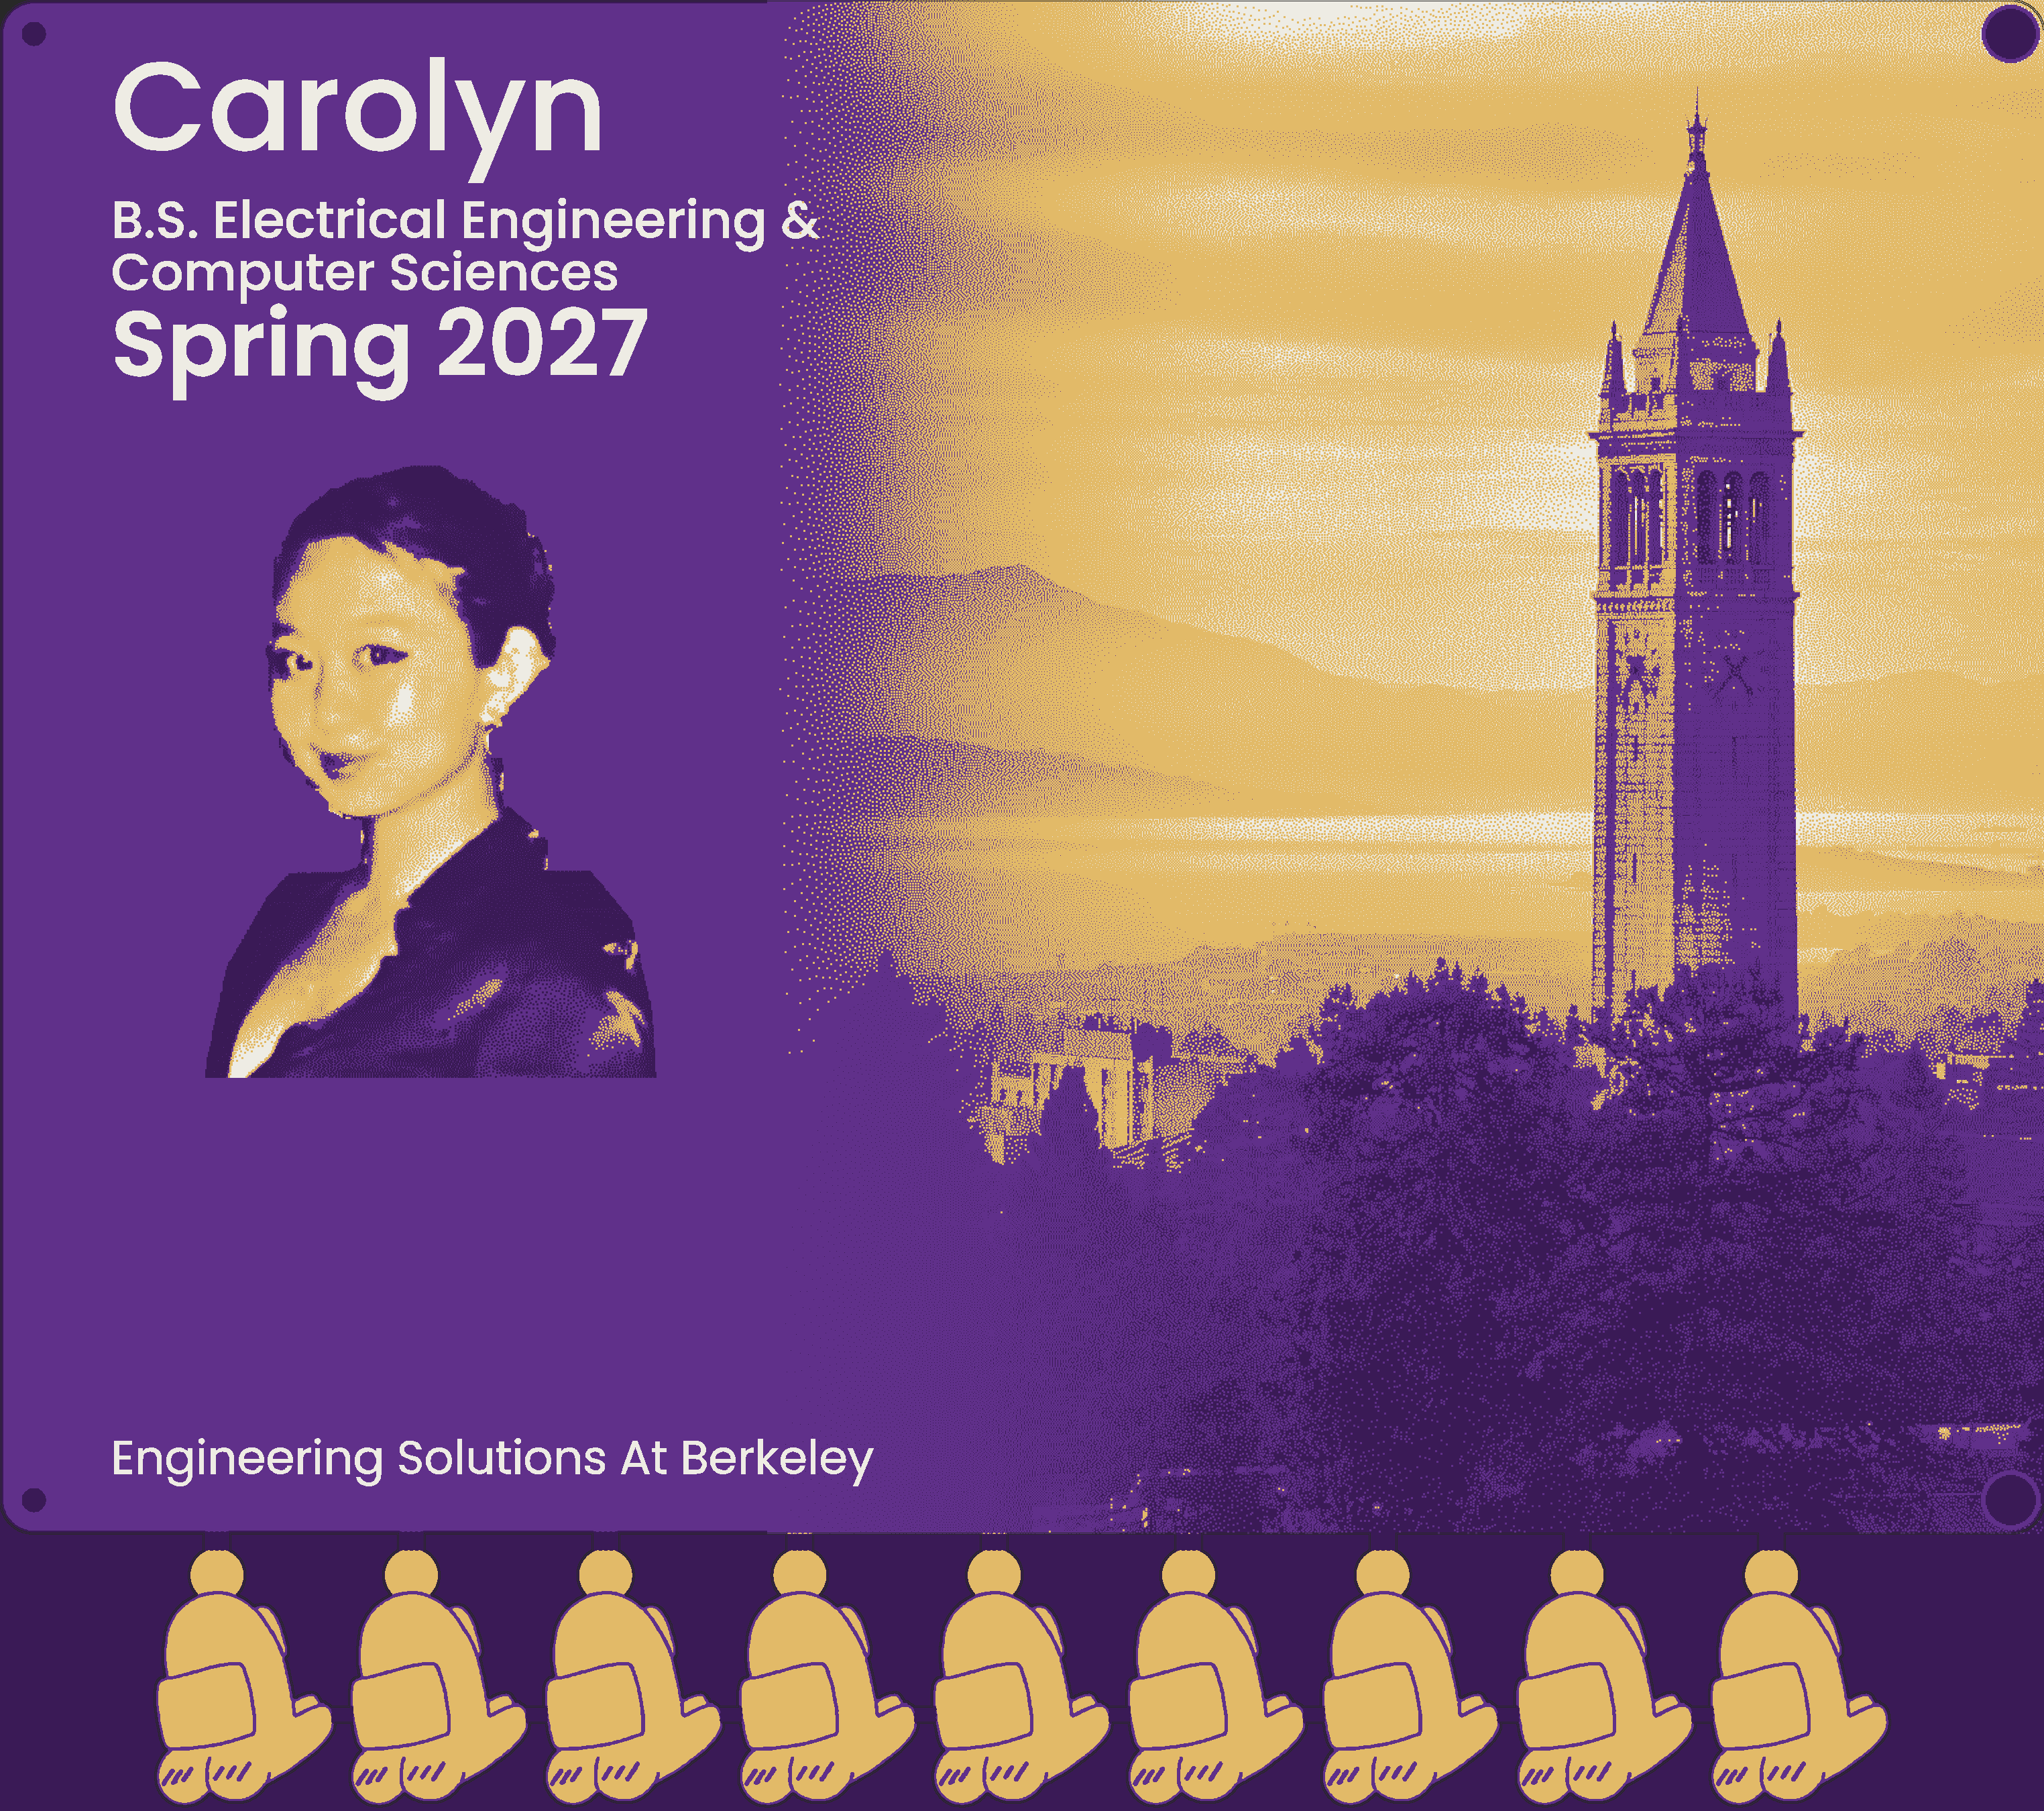 Carolyn
B.S. Electrical Engineering &
Computer Sciences
Spring 2027
Engineering Solutions At Berkeley